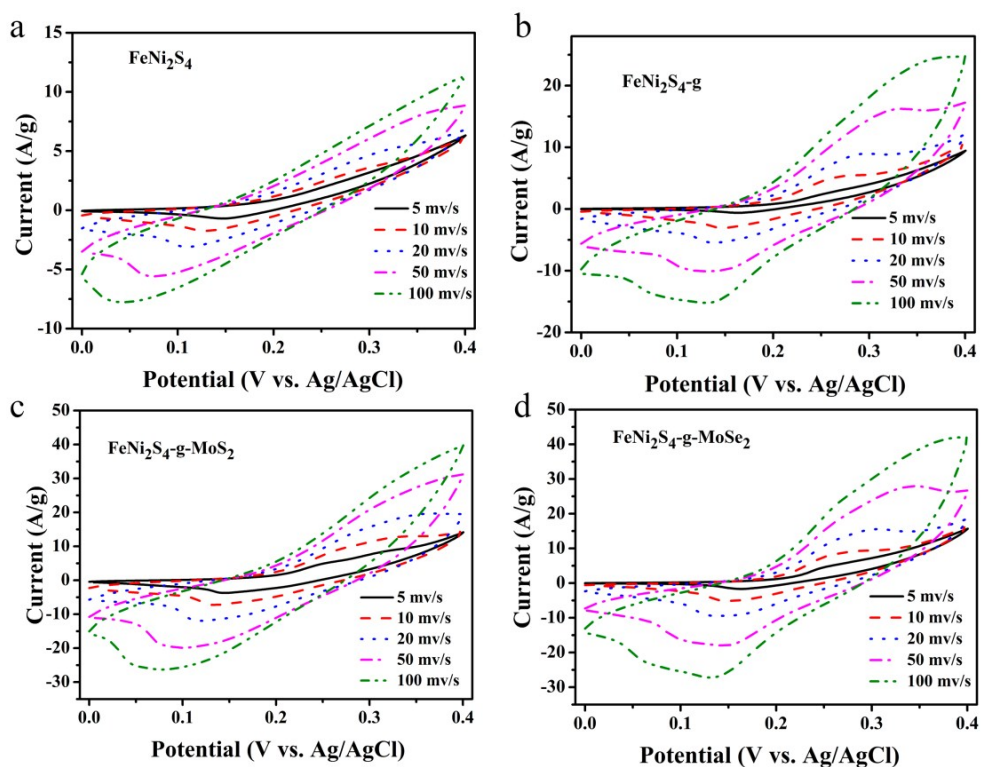 a
FeNi₂S₄
Current (A/g)
15
10
5
0
-5
-10
5 mv/s
10 mv/s
20 mv/s
50 mv/s
100 mv/s
0.0 0.1 0.2 0.3 0.4
Potential (V vs. Ag/AgCl)
b
FeNi₂S₄-g
Current (A/g)
20
10
0
-10
-20
5 mv/s
10 mv/s
20 mv/s
50 mv/s
100 mv/s
0.0 0.1 0.2 0.3 0.4
Potential (V vs. Ag/AgCl)
c
FeNi₂S₄-g-MoS₂
Current (A/g)
50
40
30
20
10
0
-10
-20
-30
5 mv/s
10 mv/s
20 mv/s
50 mv/s
100 mv/s
0.0 0.1 0.2 0.3 0.4
Potential (V vs. Ag/AgCl)
d
FeNi₂S₄-g-MoSe₂
Current (A/g)
50
40
30
20
10
0
-10
-20
-30
5 mv/s
10 mv/s
20 mv/s
50 mv/s
100 mv/s
0.0 0.1 0.2 0.3 0.4
Potential (V vs. Ag/AgCl)